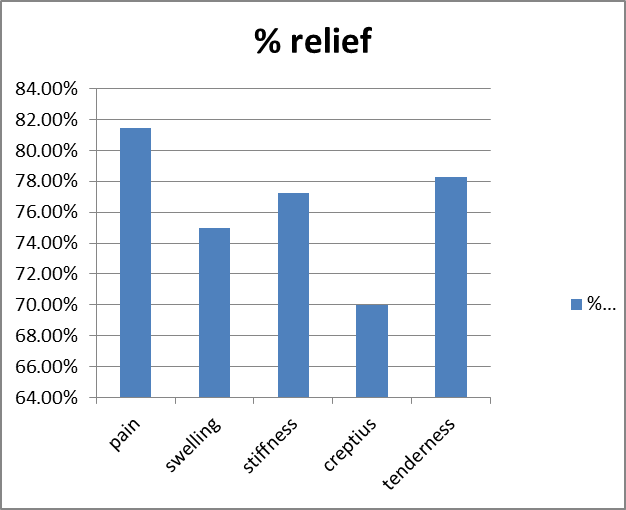 % relief
84.00%
82.00%
80.00%
78.00%
76.00%
74.00%
72.00%
70.00%
68.00%
66.00%
64.00%
pain
swelling
stiffness
creptius
tenderness
%...